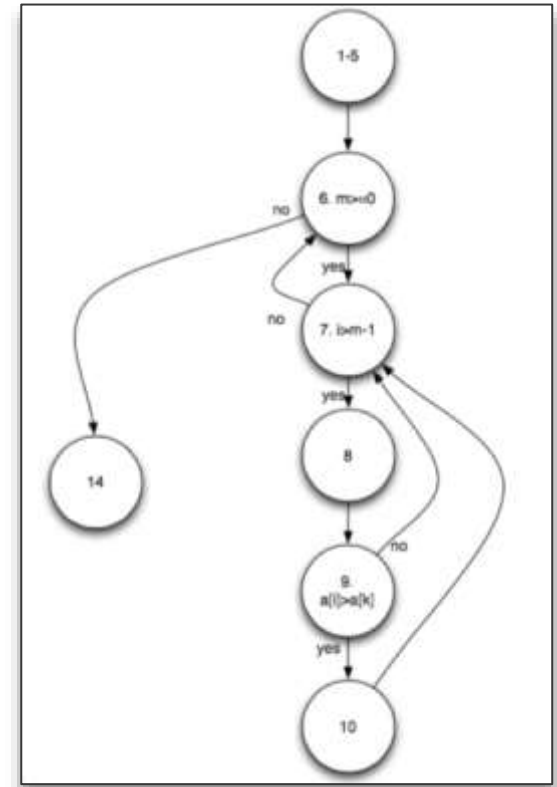 1-5
6. m>=0
no
yes
no
7. i>m-1
yes
8
14
no
9.
a[i]>a[k]
yes
10